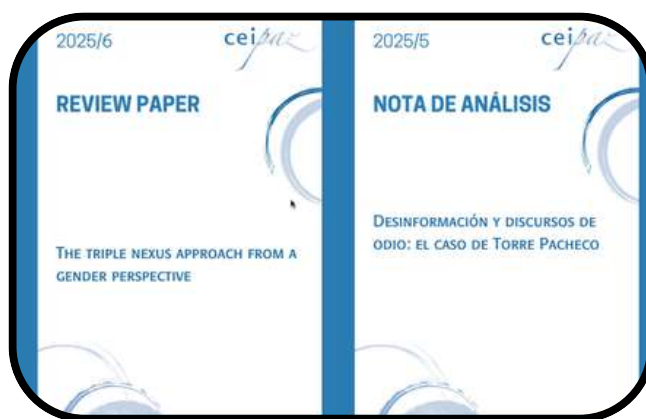 2025/6
ceipaz
REVIEW PAPER
THE TRIPLE NEXUS APPROACH FROM A
GENDER PERSPECTIVE
2025/5
ceipaz
NOTA DE ANÁLISIS
DESINFORMACIÓN Y DISCURSOS DE
ODIO: EL CASO DE TORRE PACHECO